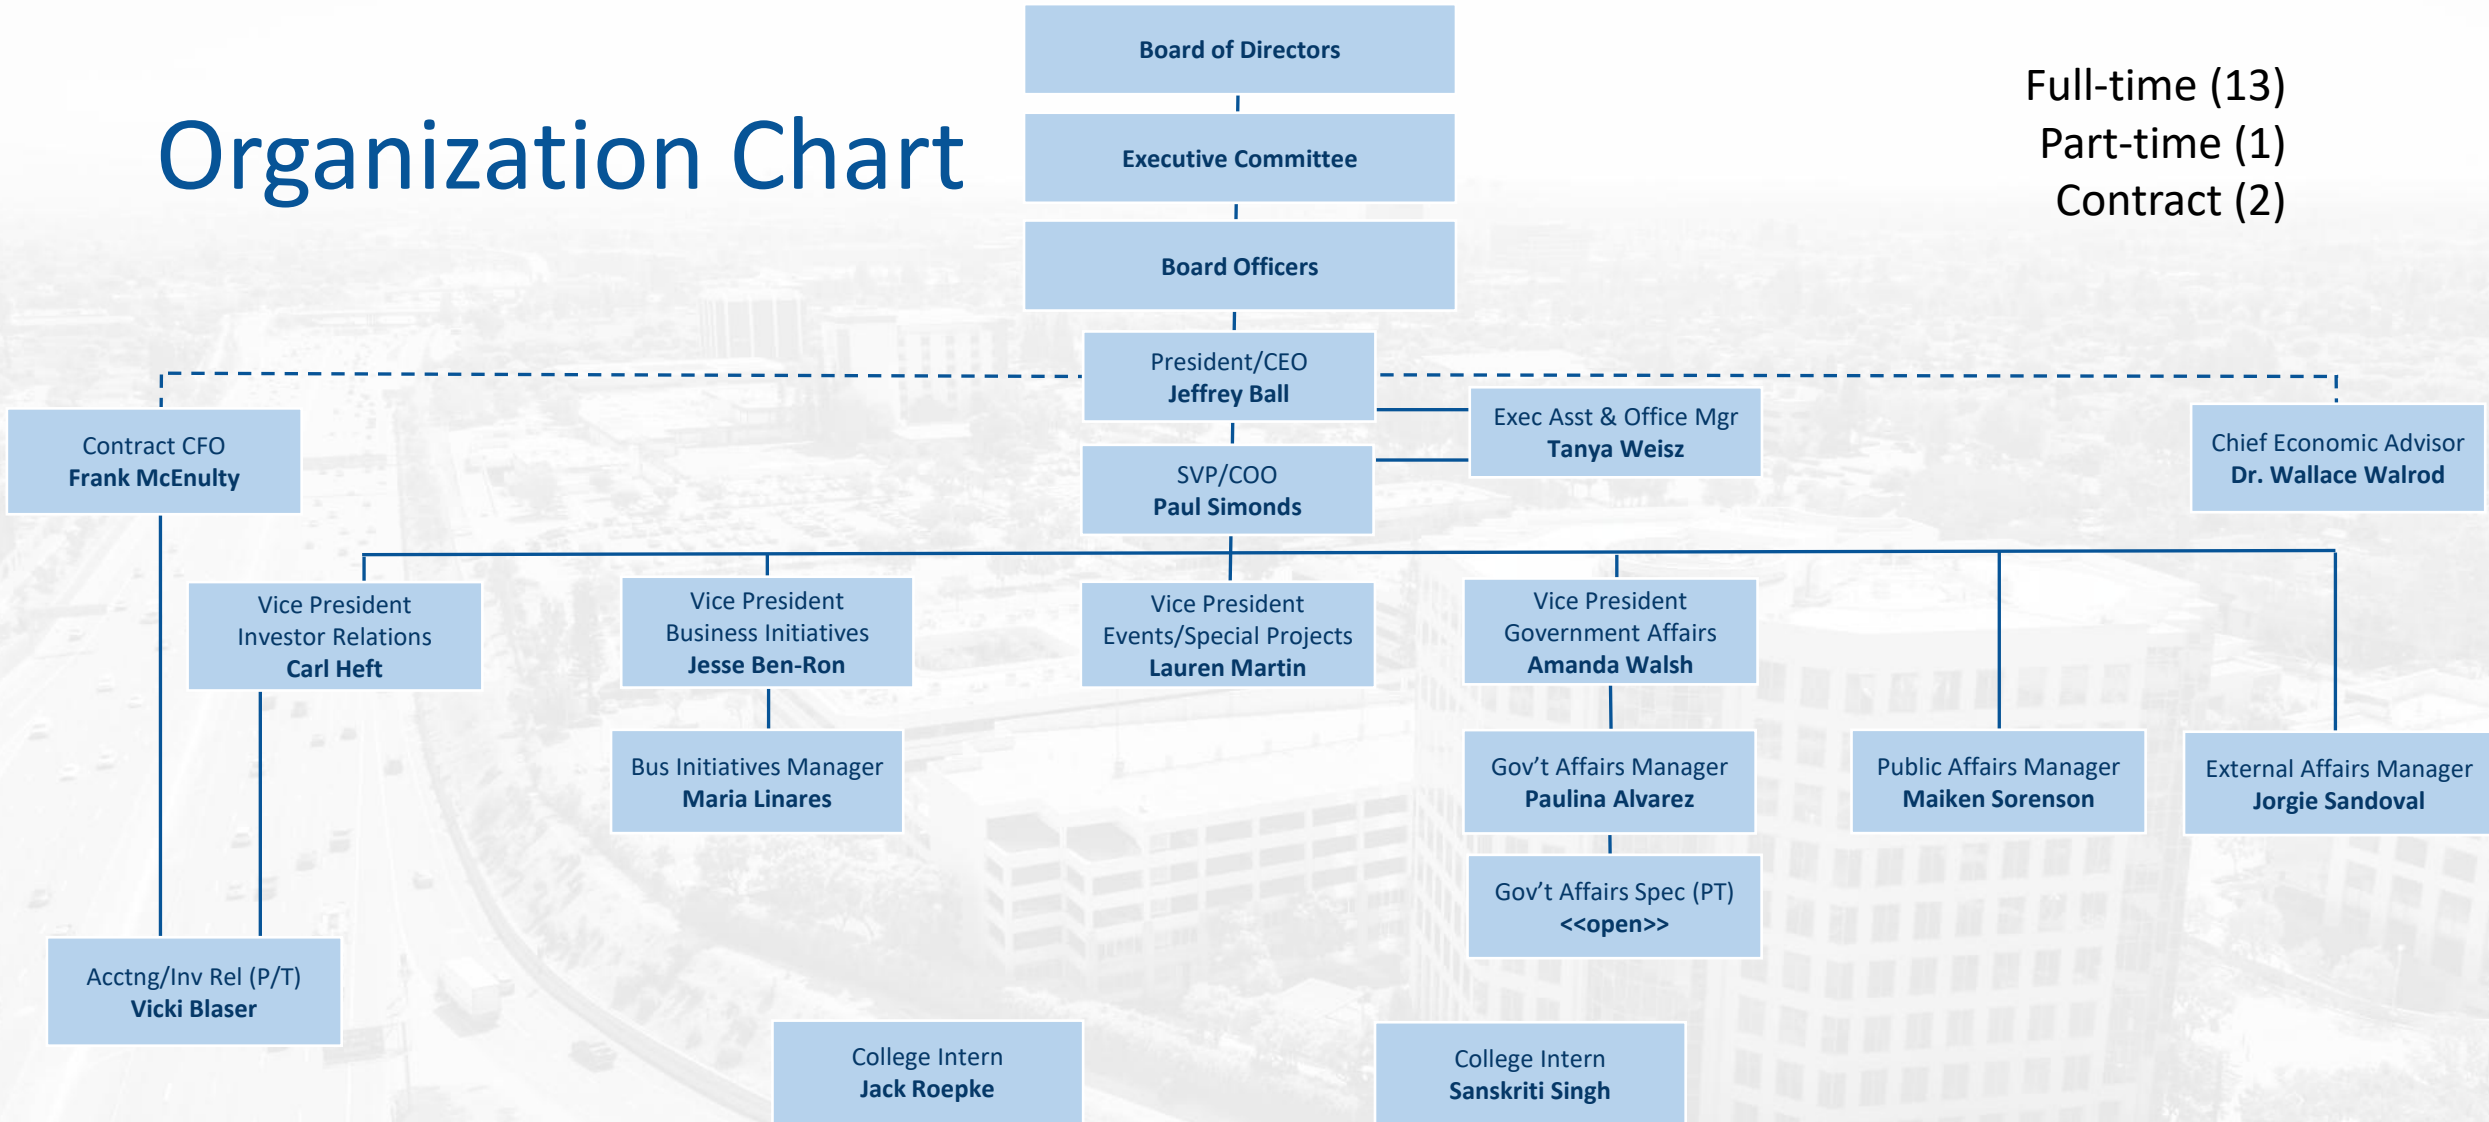 Board of Directors
Full-time (13)
Part-time (1)
Contract (2)
Organization Chart
Executive Committee
Board Officers
President/CEO
Jeffrey Ball
Exec Asst & Office Mgr
Tanya Weisz
Contract CFO
Frank McEnulty
SVP/COO
Paul Simonds
Chief Economic Advisor
Dr. Wallace Walrod
Vice President
Investor Relations
Carl Heft
Vice President
Business Initiatives
Jesse Ben-Ron
Vice President
Events/Special Projects
Lauren Martin
Vice President
Government Affairs
Amanda Walsh
Bus Initiatives Manager
Maria Linares
Gov’t Affairs Manager
Paulina Alvarez
Public Affairs Manager
Maiken Sorenson
External Affairs Manager
Jorgie Sandoval
Gov’t Affairs Spec (PT)
<<open>>
Acctng/Inv Rel (P/T)
Vicki Blaser
College Intern
Jack Roepke
College Intern
Sanskriti Singh